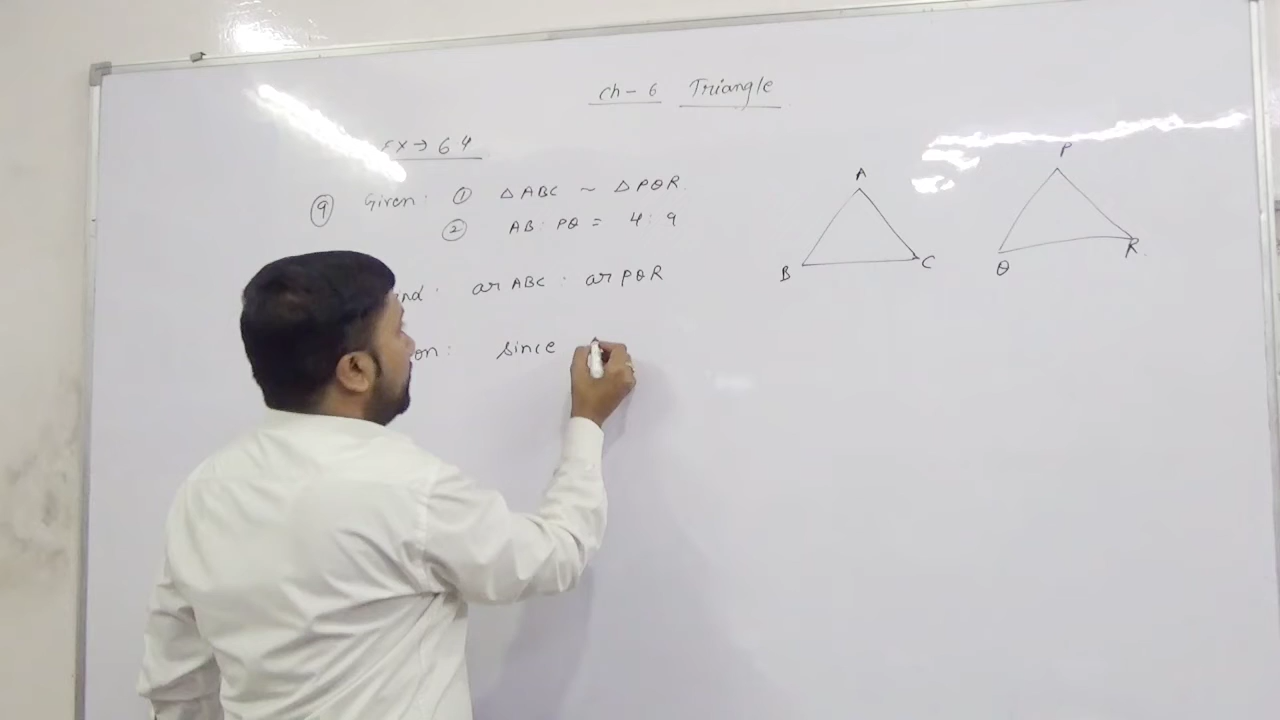 Ch-6 Triangle
EX→ 6 4
⑨ Given: ① △ABC ~ △PQR.
② AB : PQ = 4 : 9
ar ABC : ar PQR
since
A
B
C
P
Q
R